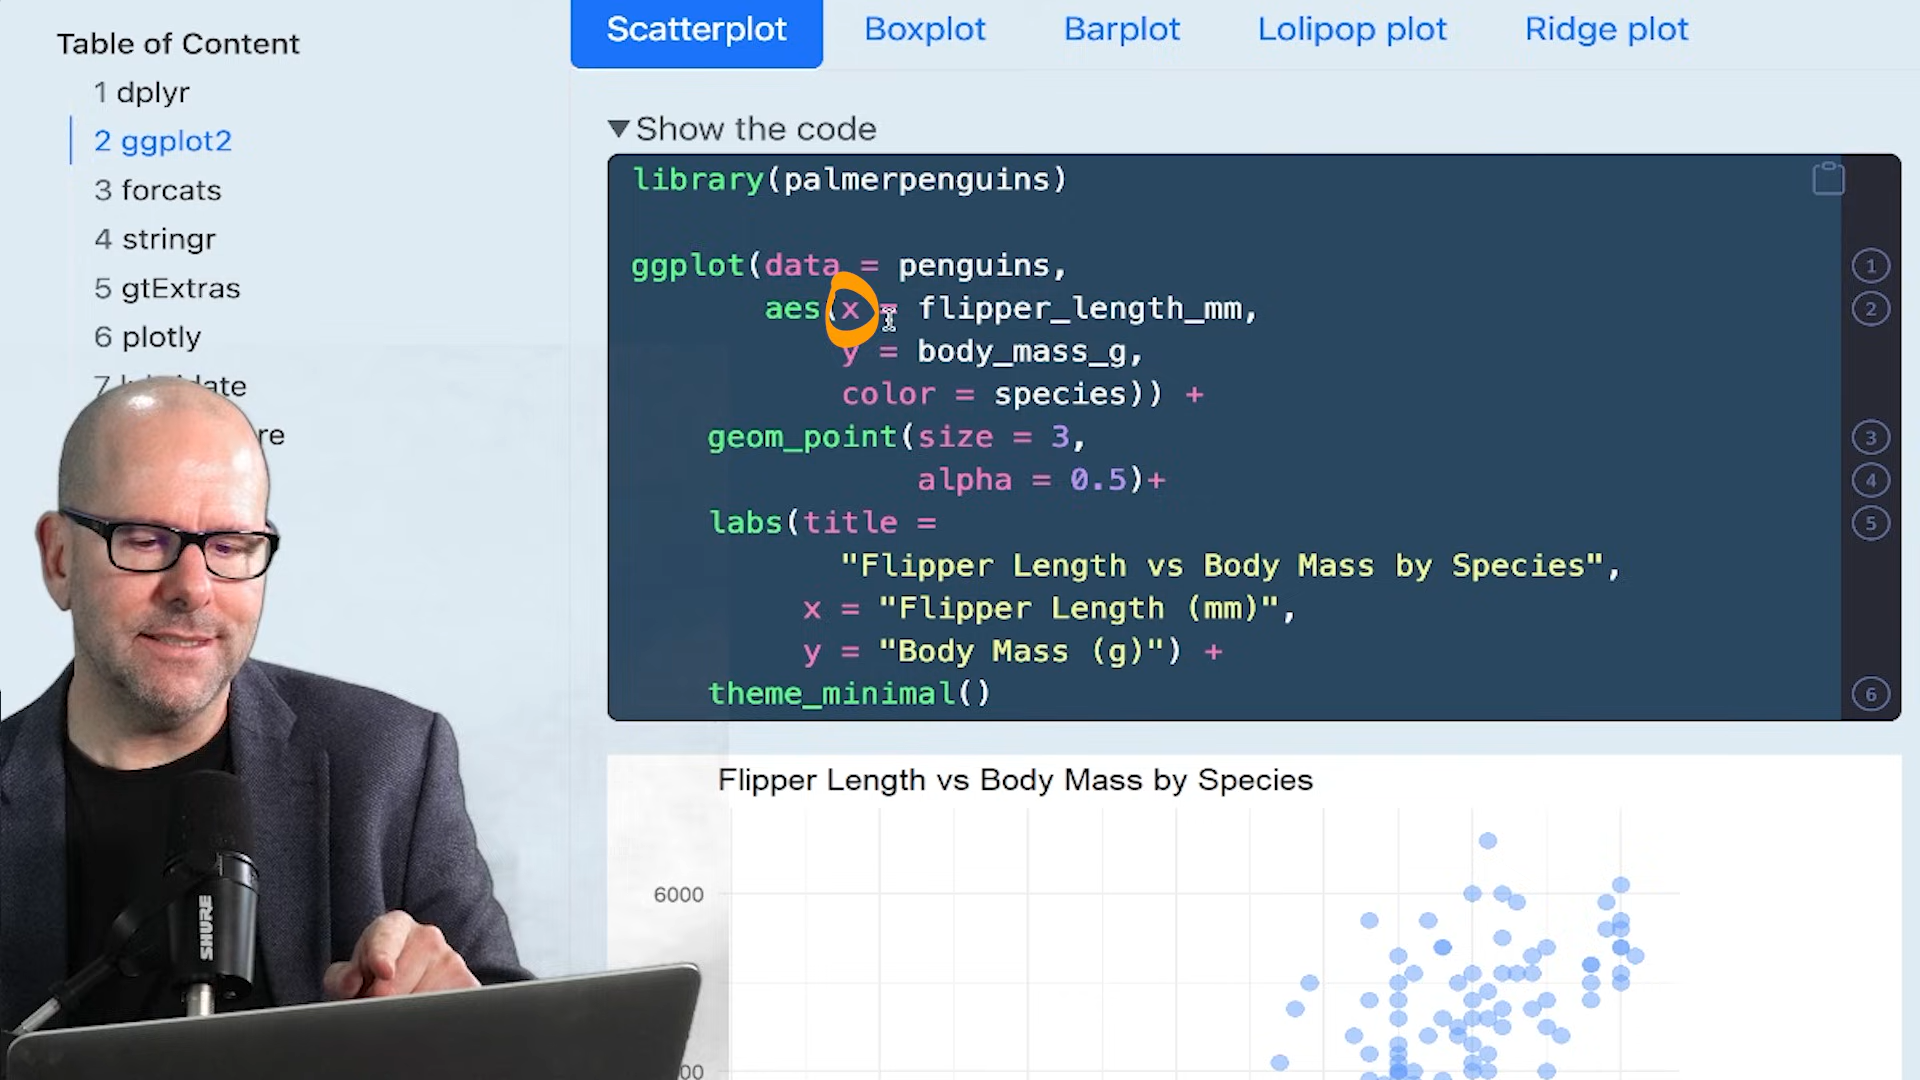 Table of Content
1 dplyr
2 ggplot2
3 forcats
4 stringr
5 gtExtras
6 plotly
Scatterplot Boxplot Barplot Lolipop plot Ridge plot
Show the code
library(palmerpenguins)
ggplot(data = penguins, 1
aes(x = flipper_length_mm, 2
y = body_mass_g,
color = species)) +
geom_point(size = 3, 3
alpha = 0.5)+ 4
labs(title = 5
"Flipper Length vs Body Mass by Species",
x = "Flipper Length (mm)",
y = "Body Mass (g)") +
theme_minimal() 6
Flipper Length vs Body Mass by Species
6000
SHURE